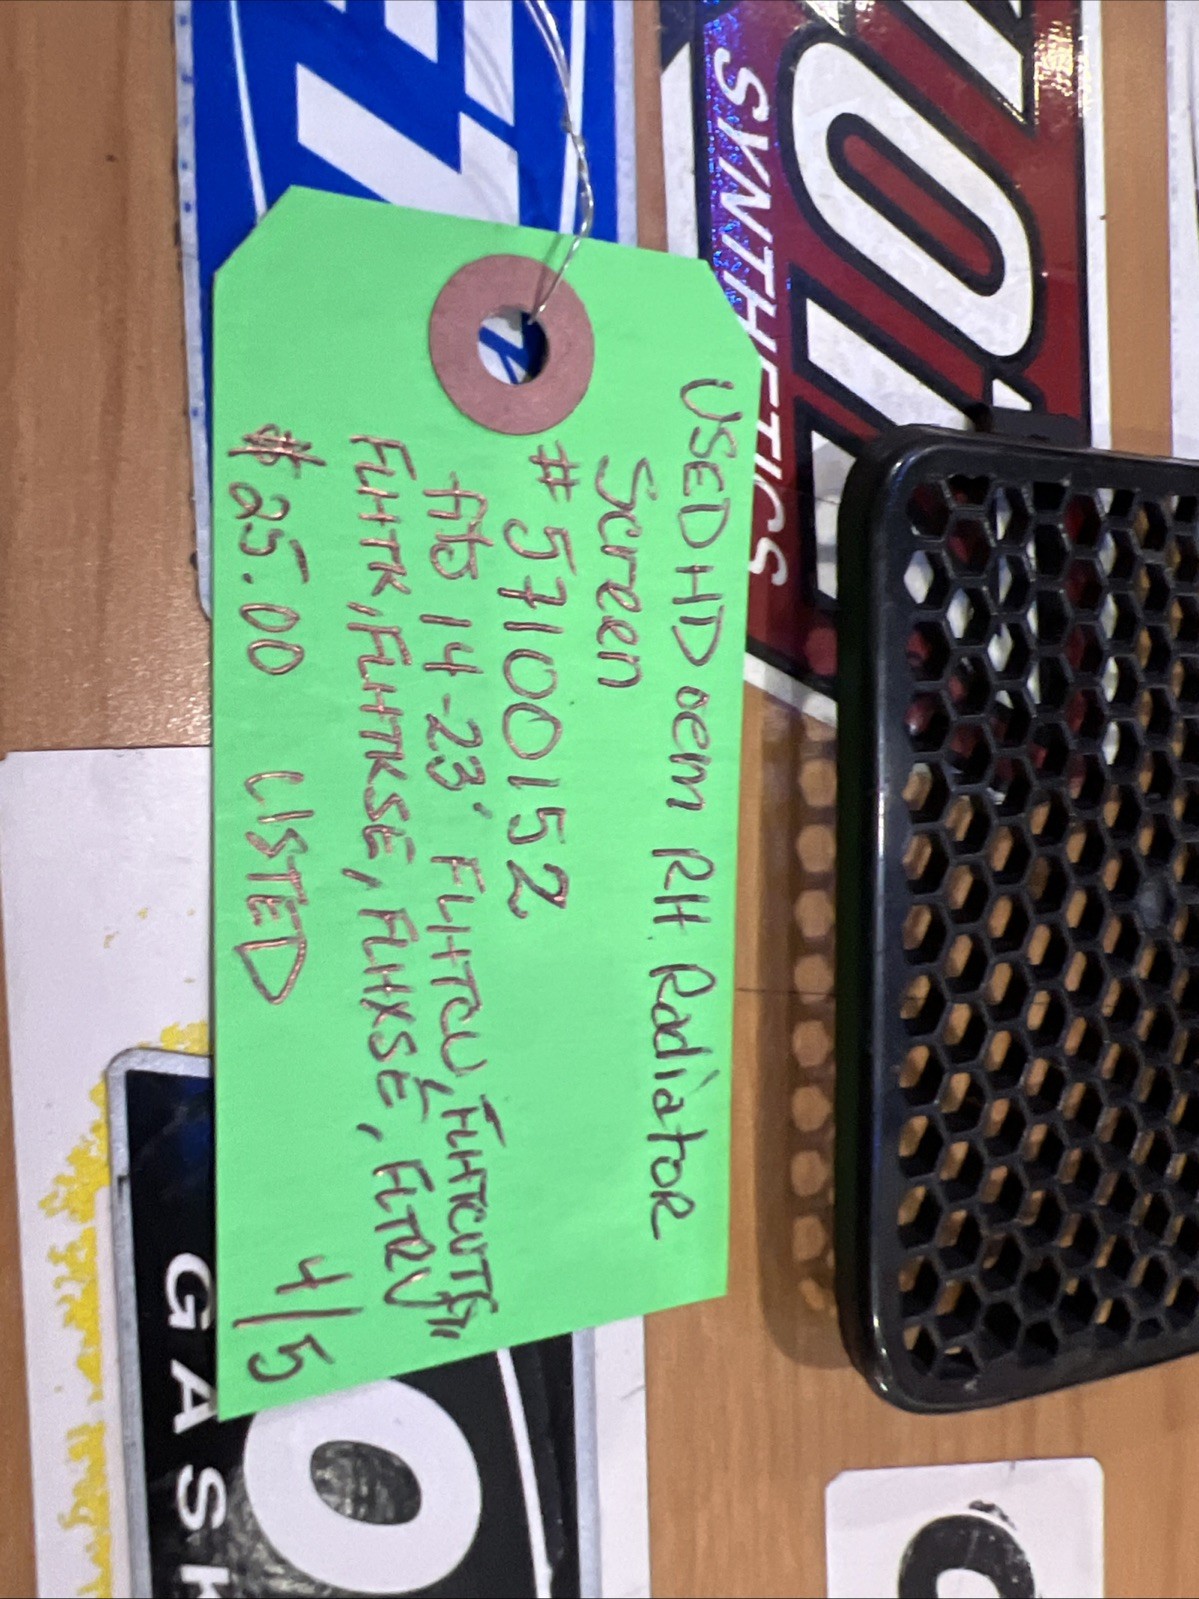 USED HD oem RH Radiator
Screen
#57100152
fits 14-23' FLHTCU, FLHTCUTG,
FLHTK, FLHTKSE, FLHXSE, FLTRU
$25.00 LISTED
4/5
SYNTHETICS
GASK